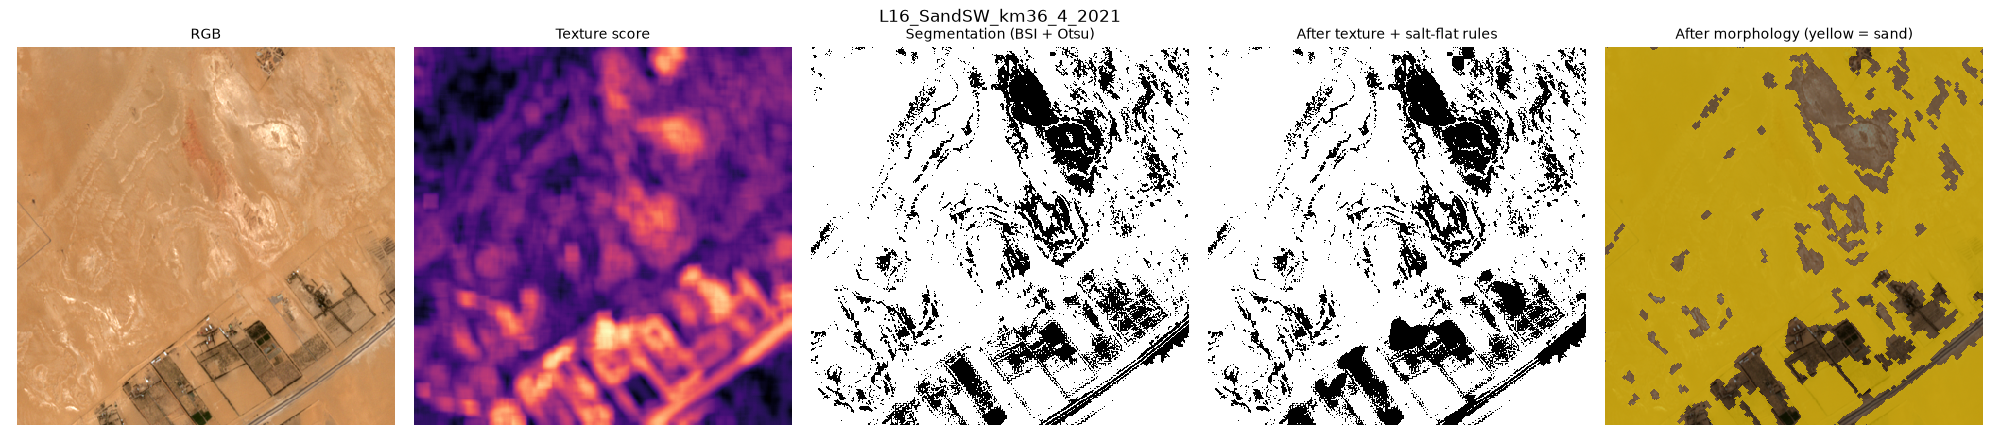 L16_SandSW_km36_4_2021
RGB
Texture score
Segmentation (BSI + Otsu)
After texture + salt-flat rules
After morphology (yellow = sand)